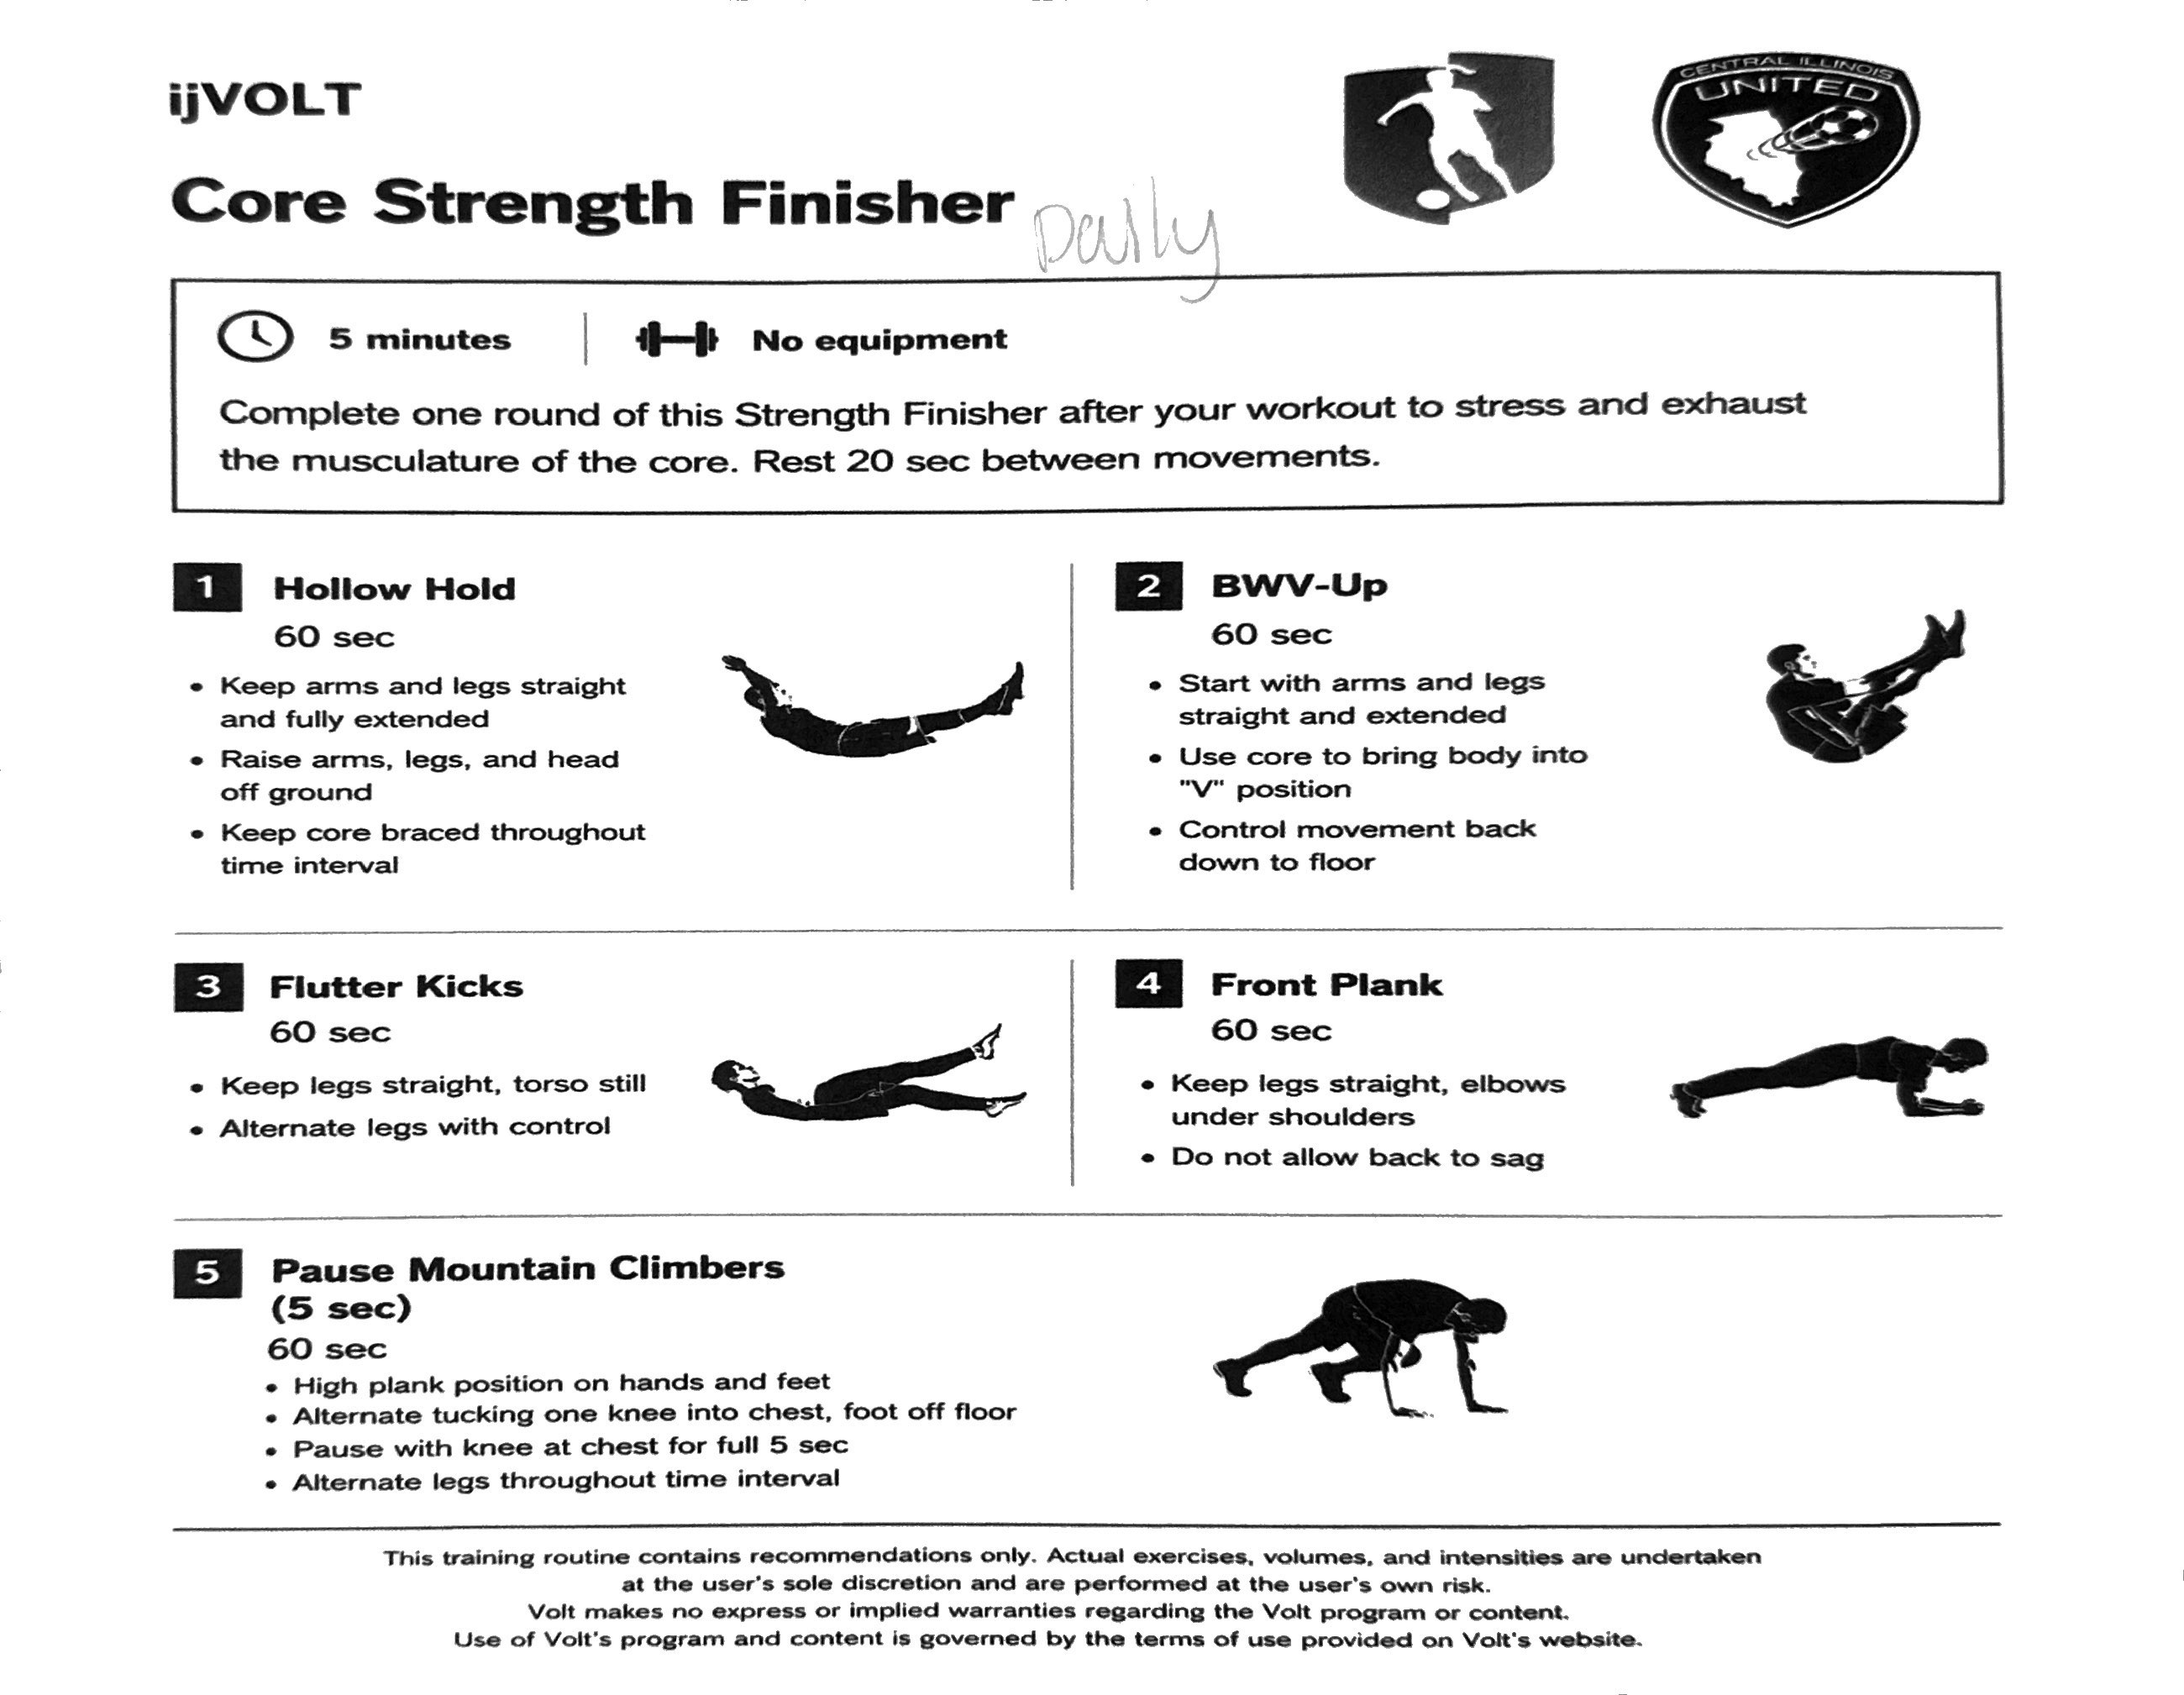 ijVOLT
CENTRAL ILLINOIS
UNITED
Core Strength Finisher
Daily
5 minutes
No equipment
Complete one round of this Strength Finisher after your workout to stress and exhaust
the musculature of the core. Rest 20 sec between movements.
1 Hollow Hold
60 sec
• Keep arms and legs straight
and fully extended
• Raise arms, legs, and head
off ground
• Keep core braced throughout
time interval
2 BWV-Up
60 sec
• Start with arms and legs
straight and extended
• Use core to bring body into
"V" position
• Control movement back
down to floor
3 Flutter Kicks
60 sec
• Keep legs straight, torso still
• Alternate legs with control
4 Front Plank
60 sec
• Keep legs straight, elbows
under shoulders
• Do not allow back to sag
5 Pause Mountain Climbers
(5 sec)
60 sec
• High plank position on hands and feet
• Alternate tucking one knee into chest, foot off floor
• Pause with knee at chest for full 5 sec
• Alternate legs throughout time interval
This training routine contains recommendations only. Actual exercises, volumes, and intensities are undertaken
at the user's sole discretion and are performed at the user's own risk.
Volt makes no express or implied warranties regarding the Volt program or content.
Use of Volt's program and content is governed by the terms of use provided on Volt's website.